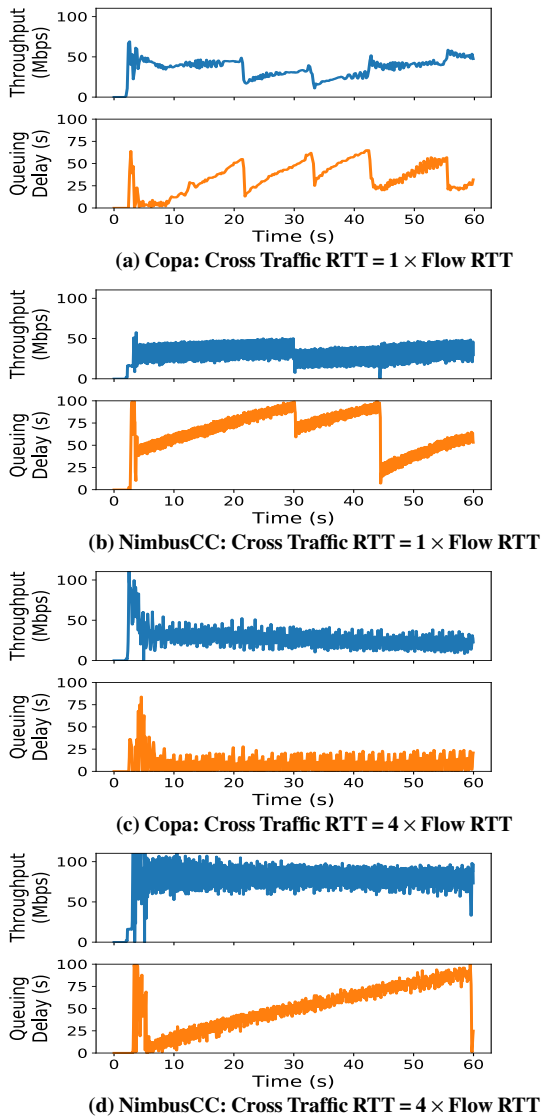 Throughput
(Mbps)
100
50
0
Queuing
Delay (s)
100
75
50
25
0
0 10 20 30 40 50 60
Time (s)
(a) Copa: Cross Traffic RTT = 1 × Flow RTT
Throughput
(Mbps)
100
50
0
Queuing
Delay (s)
100
75
50
25
0
0 10 20 30 40 50 60
Time (s)
(b) NimbusCC: Cross Traffic RTT = 1 × Flow RTT
Throughput
(Mbps)
100
50
0
Queuing
Delay (s)
100
75
50
25
0
0 10 20 30 40 50 60
Time (s)
(c) Copa: Cross Traffic RTT = 4 × Flow RTT
Throughput
(Mbps)
100
50
0
Queuing
Delay (s)
100
75
50
25
0
0 10 20 30 40 50 60
Time (s)
(d) NimbusCC: Cross Traffic RTT = 4 × Flow RTT